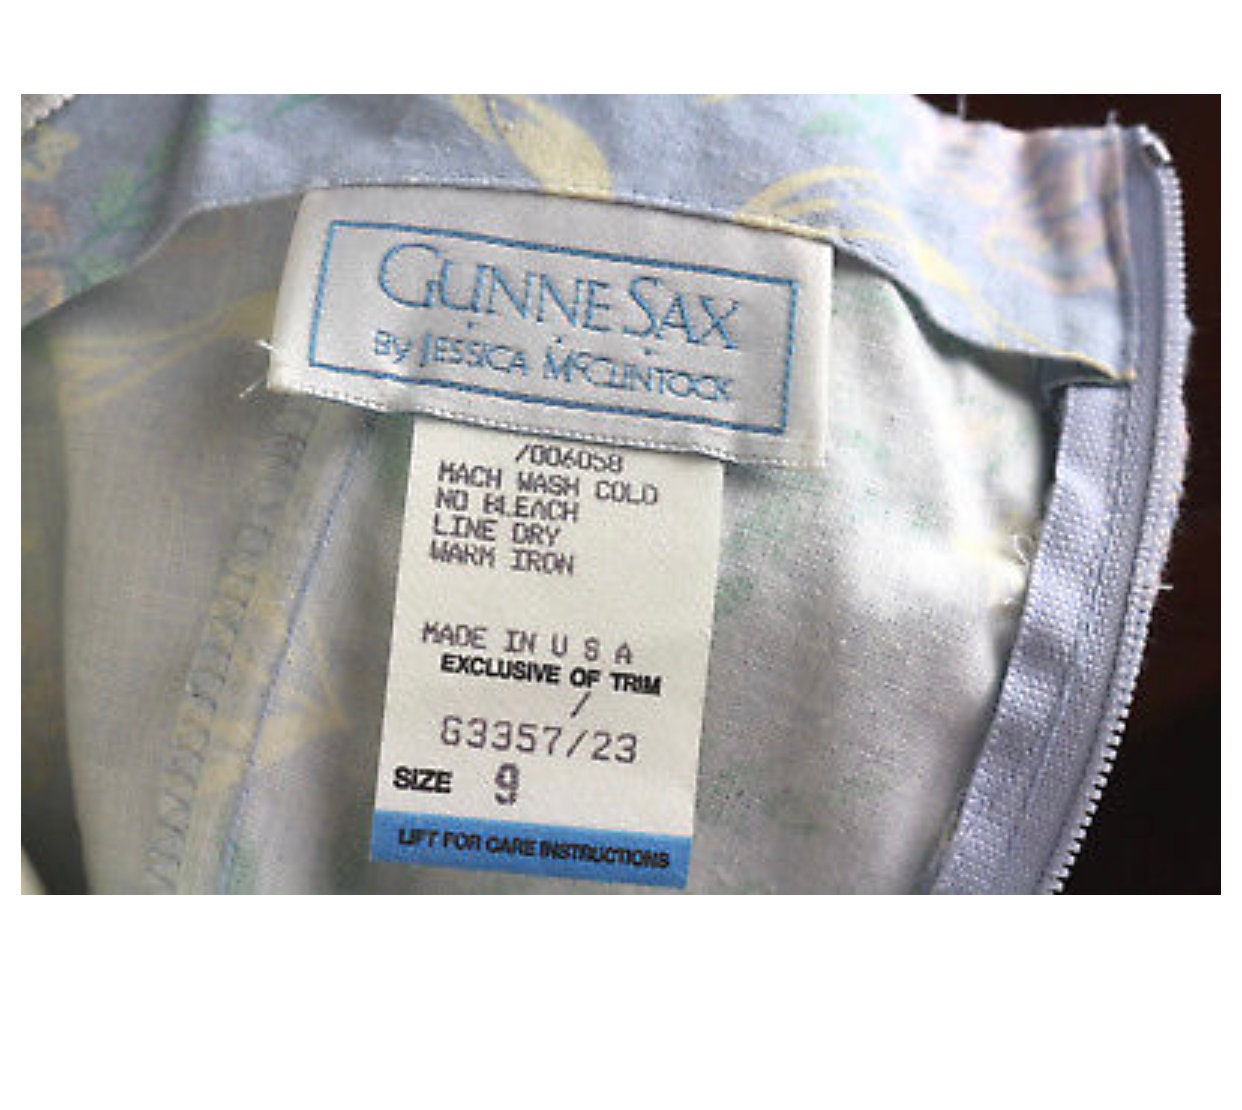 GUNNE SAX
By JESSICA McCLINTOCK
/006058
MACH WASH COLD
NO BLEACH
LINE DRY
WARM IRON
MADE IN U S A
EXCLUSIVE OF TRIM
/
G3357/23
SIZE 9
LIFT FOR CARE INSTRUCTIONS